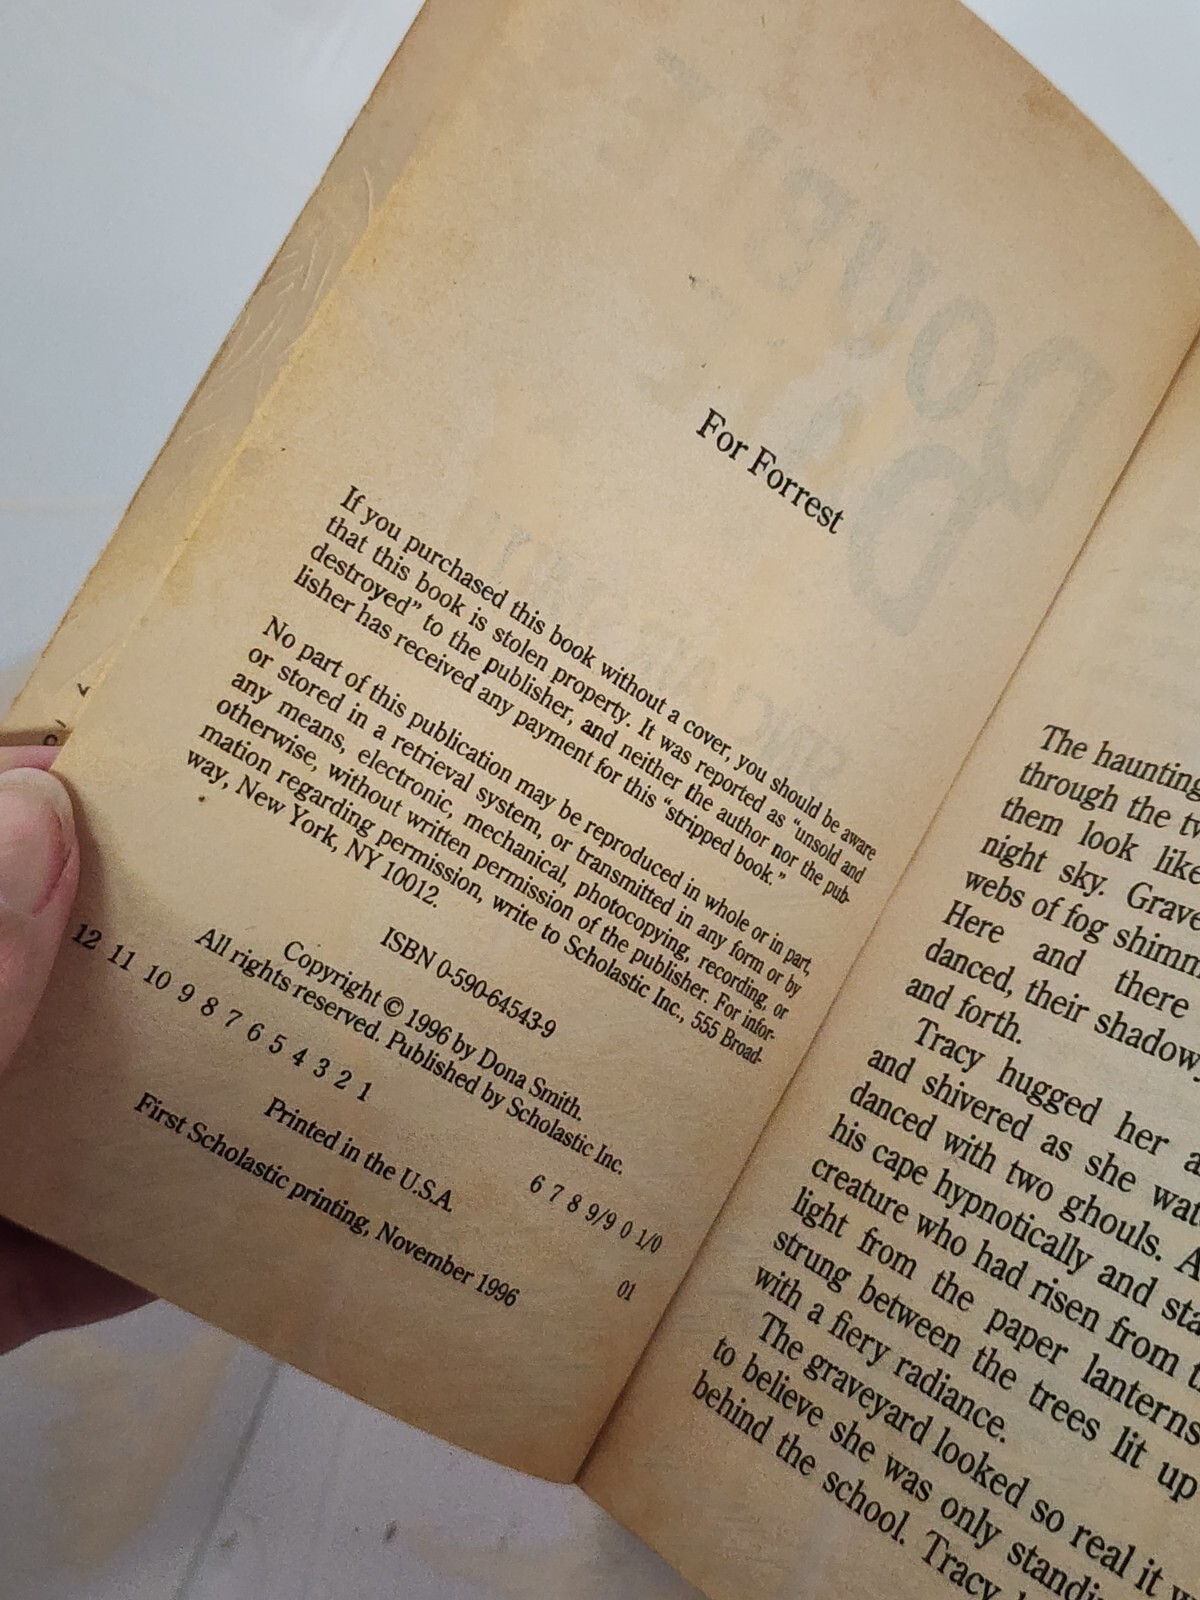 For Forrest
If you purchased this book without a cover, you should be aware
that this book is stolen property. It was reported as “unsold and
destroyed” to the publisher, and neither the author nor the pub-
lisher has received any payment for this “stripped book.”
No part of this publication may be reproduced in whole or in part,
or stored in a retrieval system, or transmitted in any form or by
any means, electronic, mechanical, photocopying, recording, or
otherwise, without written permission of the publisher. For infor-
mation regarding permission, write to Scholastic Inc., 555 Broad-
way, New York, NY 10012.
ISBN 0-590-64543-9
Copyright © 1996 by Dona Smith.
All rights reserved. Published by Scholastic Inc.
12 11 10 9 8 7 6 5 4 3 2 1
6 7 8 9/9 0 1/0
Printed in the U.S.A.
01
First Scholastic printing, November 1996
The haunting
through the
them look like
night sky.
webs of fog
Here and there
danced, their
and forth.
Tracy hugged her
and shivered as she
danced with two ghouls.
his cape hypnotically and
creature who had risen from
light from the paper lanterns
strung between the trees lit up
with a fiery radiance.
The graveyard looked so real it
to believe she was only
behind the school. Tracy